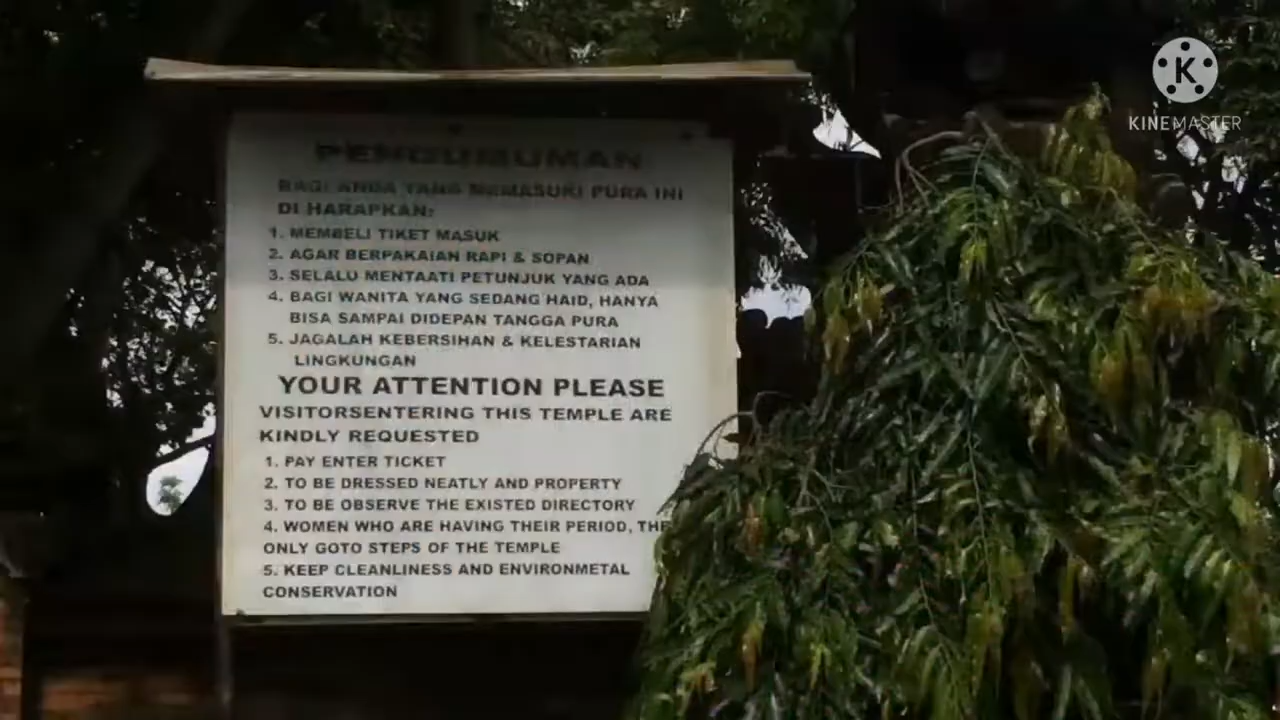 PENGUMUMAN
BAGI ANDA YANG MEMASUKI PURA INI
DI HARAPKAN:
1. MEMBELI TIKET MASUK
2. AGAR BERPAKAIAN RAPI & SOPAN
3. SELALU MENTAATI PETUNJUK YANG ADA
4. BAGI WANITA YANG SEDANG HAID, HANYA
BISA SAMPAI DIDEPAN TANGGA PURA
5. JAGALAH KEBERSIHAN & KELESTARIAN
LINGKUNGAN
YOUR ATTENTION PLEASE
VISITORSENTERING THIS TEMPLE ARE
KINDLY REQUESTED
1. PAY ENTER TICKET
2. TO BE DRESSED NEATLY AND PROPERTY
3. TO BE OBSERVE THE EXISTED DIRECTORY
4. WOMEN WHO ARE HAVING THEIR PERIOD,
ONLY GOTO STEPS OF THE TEMPLE
5. KEEP CLEANLINESS AND ENVIRONMETAL
CONSERVATION
K
KINEMASTER